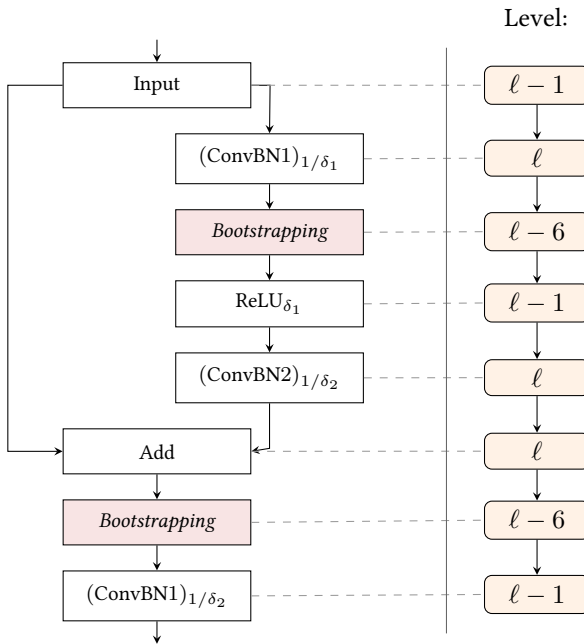 Level:
Input
ℓ − 1
(ConvBN1)1/δ1
ℓ
Bootstrapping
ℓ − 6
ReLUδ1
ℓ − 1
(ConvBN2)1/δ2
ℓ
Add
ℓ
Bootstrapping
ℓ − 6
(ConvBN1)1/δ2
ℓ − 1